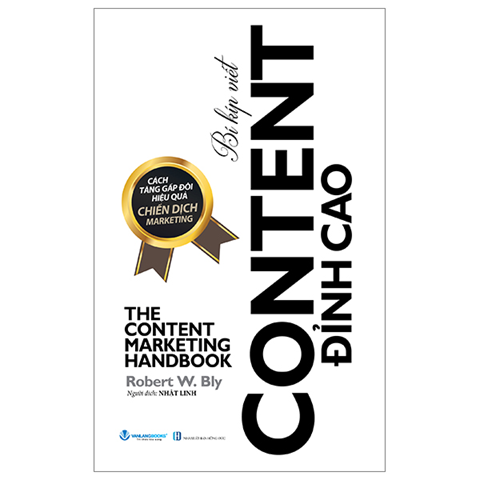 Bí kíp viết
CONTENT
ĐỈNH CAO
CÁCH
TĂNG GẤP ĐÔI
HIỆU QUẢ
CHIẾN DỊCH
MARKETING
THE
CONTENT
MARKETING
HANDBOOK
Robert W. Bly
Người dịch: NHẬT LINH
VANLANGBOOKS
NHÀ XUẤT BẢN HỒNG ĐỨC